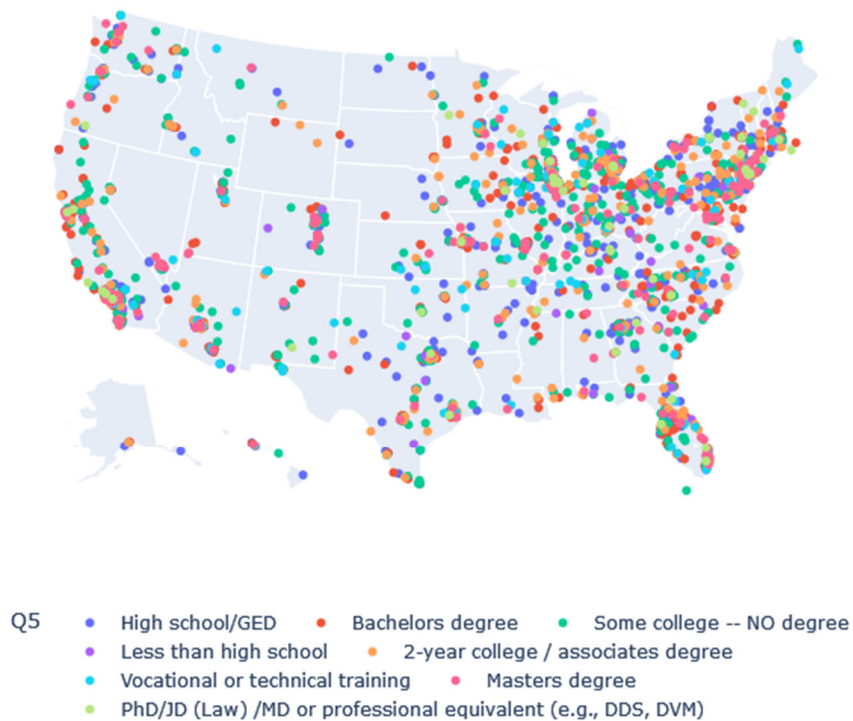 Q5 High school/GED Bachelors degree Some college -- NO degree
Less than high school 2-year college / associates degree
Vocational or technical training Masters degree
PhD/JD (Law) /MD or professional equivalent (e.g., DDS, DVM)